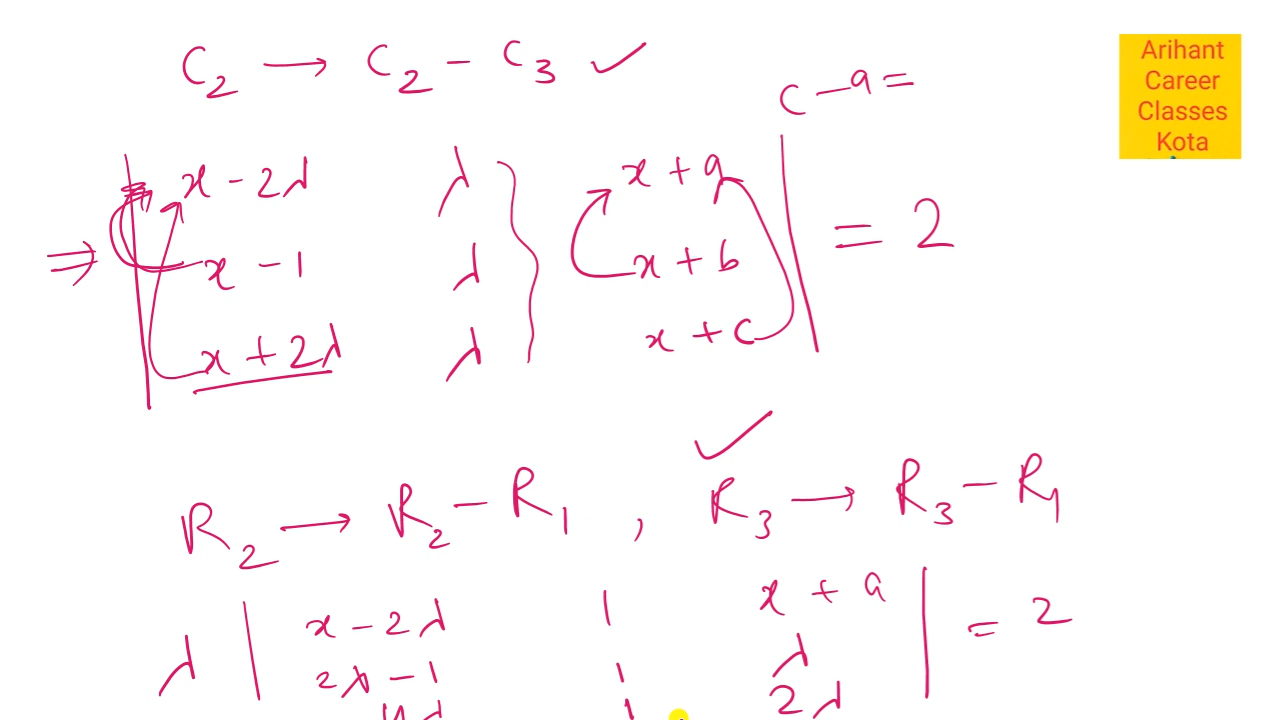 C₂ → C₂ - C₃ ✓
Arihant
Career
Classes
Kota
c - a =
⇒ | x - 2λ λ x + a | = 2
x - 1 λ x + b
x + 2λ λ x + c
✓
R₂ → R₂ - R₁ , R₃ → R₃ - R₁
λ | x - 2λ 1 x + a | = 2
2λ - 1 1 λ
4λ 1 2λ